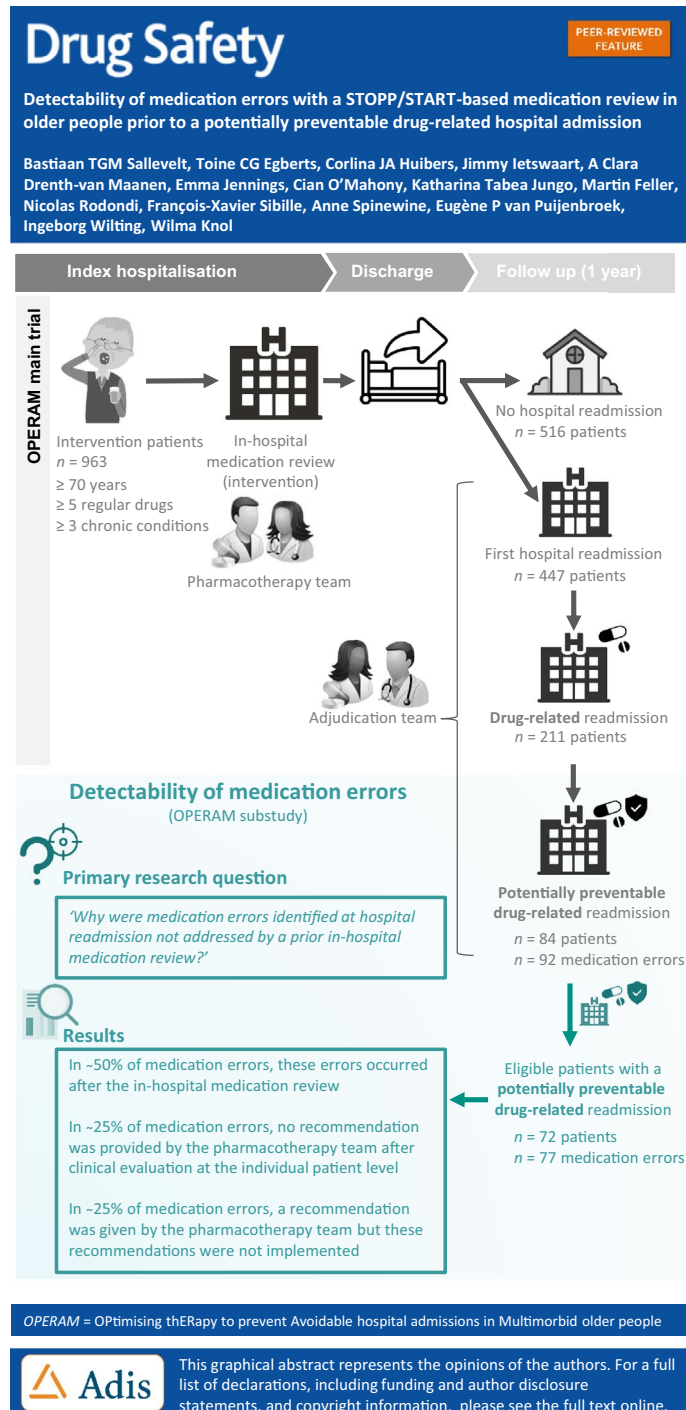 Drug Safety
PEER-REVIEWED
FEATURE
Detectability of medication errors with a STOPP/START-based medication review in
older people prior to a potentially preventable drug-related hospital admission
Bastiaan TGM Sallevelt, Toine CG Egberts, Corlina JA Huibers, Jimmy Ietswaart, A Clara
Drenth-van Maanen, Emma Jennings, Cian O’Mahony, Katharina Tabea Jungo, Martin Feller,
Nicolas Rodondi, François-Xavier Sibille, Anne Spinewine, Eugène P van Puijenbroek,
Ingeborg Wilting, Wilma Knol
Index hospitalisation
Discharge
Follow up (1 year)
OPERAM main trial
Intervention patients
n = 963
≥ 70 years
≥ 5 regular drugs
≥ 3 chronic conditions
In-hospital
medication review
(intervention)
Pharmacotherapy team
H
No hospital readmission
n = 516 patients
H
First hospital readmission
n = 447 patients
Adjudication team
H
Drug-related readmission
n = 211 patients
H
Potentially preventable
drug-related readmission
n = 84 patients
n = 92 medication errors
Detectability of medication errors
(OPERAM substudy)
?
Primary research question
‘Why were medication errors identified at hospital
readmission not addressed by a prior in-hospital
medication review?’
H
Eligible patients with a
potentially preventable
drug-related readmission
n = 72 patients
n = 77 medication errors
Results
In ~50% of medication errors, these errors occurred
after the in-hospital medication review
In ~25% of medication errors, no recommendation
was provided by the pharmacotherapy team after
clinical evaluation at the individual patient level
In ~25% of medication errors, a recommendation
was given by the pharmacotherapy team but these
recommendations were not implemented
OPERAM = OPtimising thERapy to prevent Avoidable hospital admissions in Multimorbid older people
Adis
This graphical abstract represents the opinions of the authors. For a full
list of declarations, including funding and author disclosure
statements, and copyright information, please see the full text online.